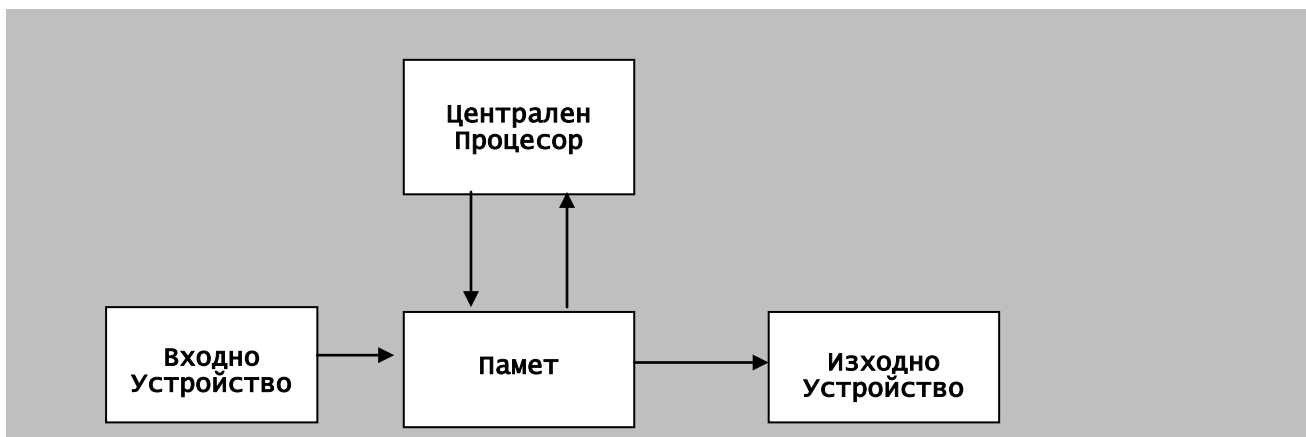 Централен
Процесор
Входно
Устройство
Памет
Изходно
Устройство